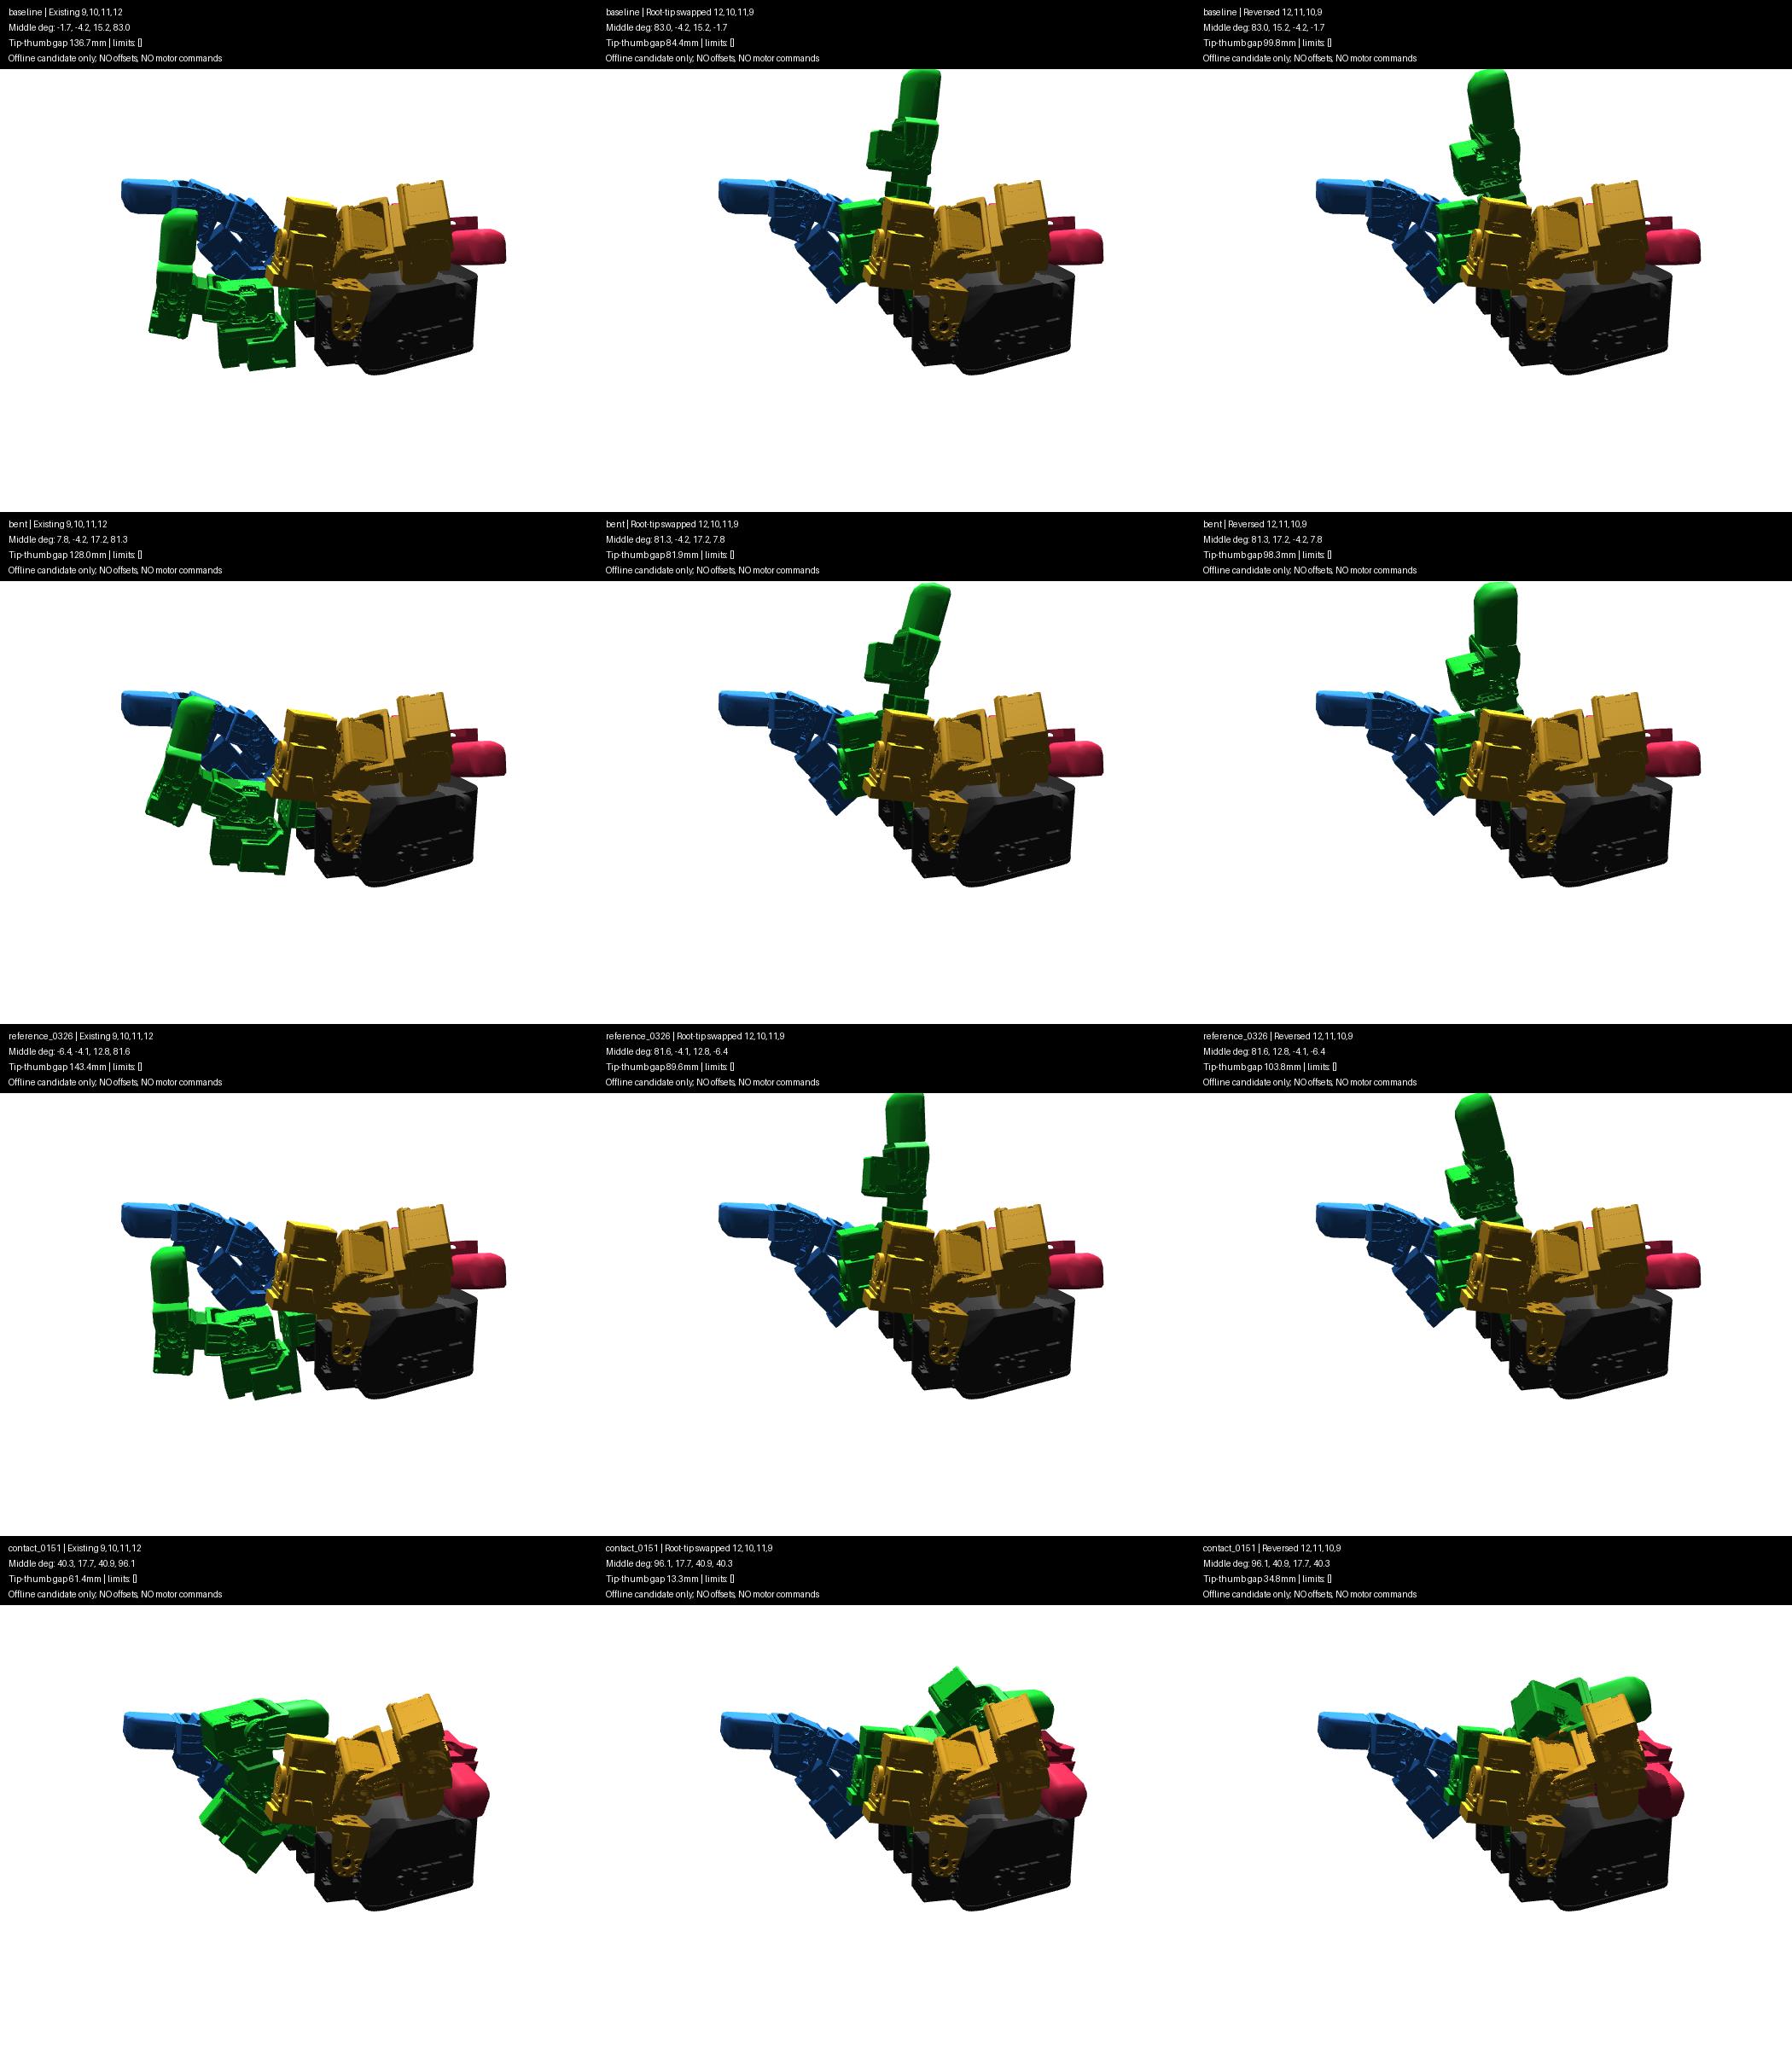 baseline | Existing 9,10,11,12
Middle deg: -1.7, -4.2, 15.2, 83.0
Tip-thumb gap 136.7mm | limits: []
Offline candidate only; NO offsets, NO motor commands
baseline | Root-tip swapped 12,10,11,9
Middle deg: 83.0, -4.2, 15.2, -1.7
Tip-thumb gap 84.4mm | limits: []
Offline candidate only; NO offsets, NO motor commands
baseline | Reversed 12,11,10,9
Middle deg: 83.0, 15.2, -4.2, -1.7
Tip-thumb gap 99.8mm | limits: []
Offline candidate only; NO offsets, NO motor commands
bent | Existing 9,10,11,12
Middle deg: 7.8, -4.2, 17.2, 81.3
Tip-thumb gap 128.0mm | limits: []
Offline candidate only; NO offsets, NO motor commands
bent | Root-tip swapped 12,10,11,9
Middle deg: 81.3, -4.2, 17.2, 7.8
Tip-thumb gap 81.9mm | limits: []
Offline candidate only; NO offsets, NO motor commands
bent | Reversed 12,11,10,9
Middle deg: 81.3, 17.2, -4.2, 7.8
Tip-thumb gap 98.3mm | limits: []
Offline candidate only; NO offsets, NO motor commands
reference_0326 | Existing 9,10,11,12
Middle deg: -6.4, -4.1, 12.8, 81.6
Tip-thumb gap 143.4mm | limits: []
Offline candidate only; NO offsets, NO motor commands
reference_0326 | Root-tip swapped 12,10,11,9
Middle deg: 81.6, -4.1, 12.8, -6.4
Tip-thumb gap 89.6mm | limits: []
Offline candidate only; NO offsets, NO motor commands
reference_0326 | Reversed 12,11,10,9
Middle deg: 81.6, 12.8, -4.1, -6.4
Tip-thumb gap 103.8mm | limits: []
Offline candidate only; NO offsets, NO motor commands
contact_0151 | Existing 9,10,11,12
Middle deg: 40.3, 17.7, 40.9, 96.1
Tip-thumb gap 61.4mm | limits: []
Offline candidate only; NO offsets, NO motor commands
contact_0151 | Root-tip swapped 12,10,11,9
Middle deg: 96.1, 17.7, 40.9, 40.3
Tip-thumb gap 13.3mm | limits: []
Offline candidate only; NO offsets, NO motor commands
contact_0151 | Reversed 12,11,10,9
Middle deg: 96.1, 40.9, 17.7, 40.3
Tip-thumb gap 34.8mm | limits: []
Offline candidate only; NO offsets, NO motor commands